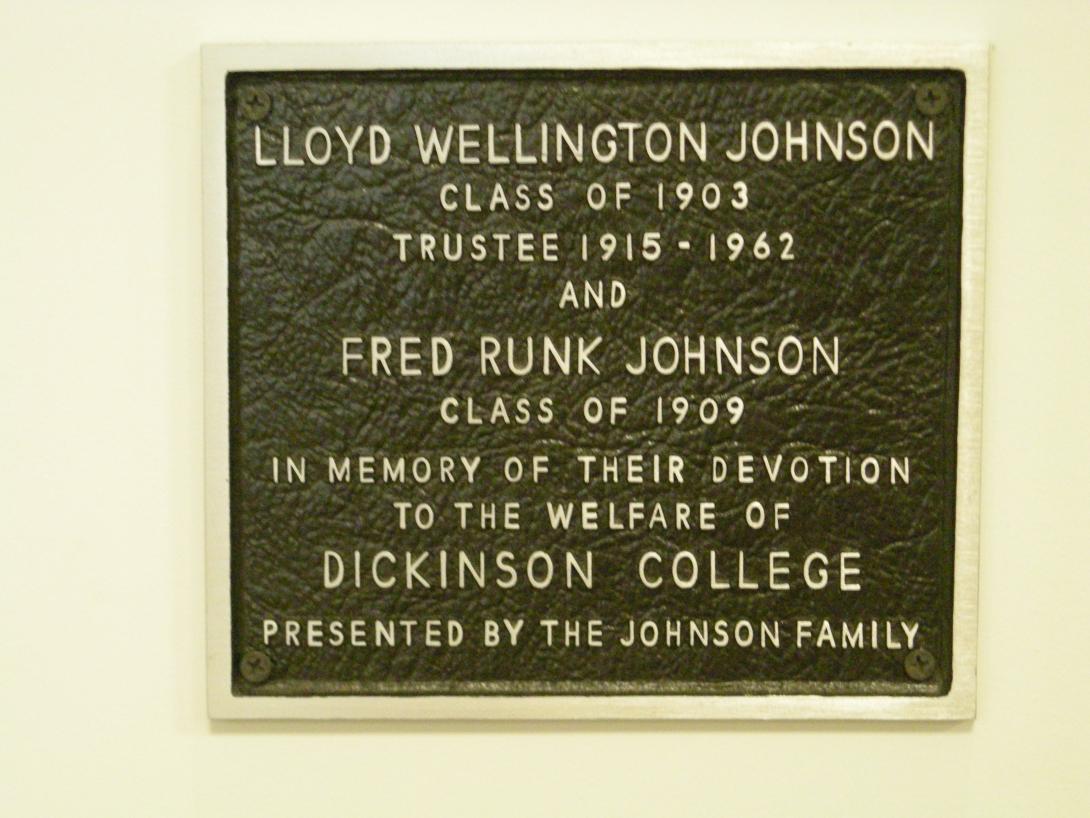 LLOYD WELLINGTON JOHNSON
CLASS OF 1903
TRUSTEE 1915 - 1962
AND
FRED RUNK JOHNSON
CLASS OF 1909
IN MEMORY OF THEIR DEVOTION
TO THE WELFARE OF
DICKINSON COLLEGE
PRESENTED BY THE JOHNSON FAMILY